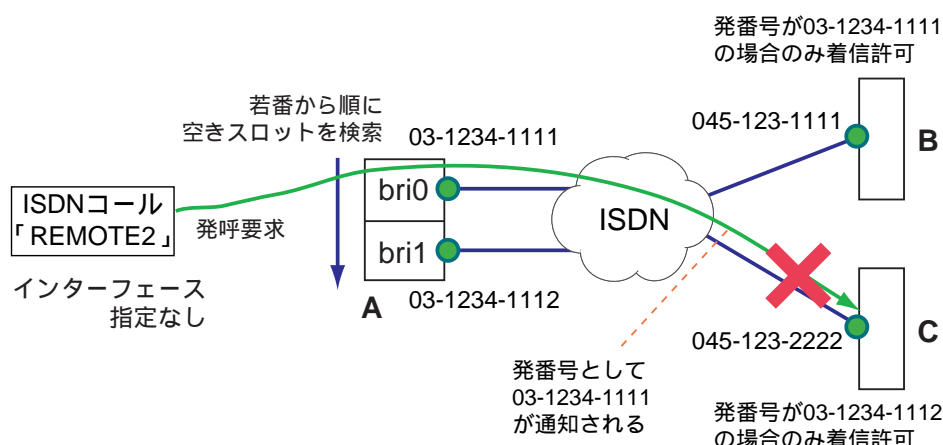 発番号が03-1234-1111
の場合のみ着信許可
若番から順に
空きスロットを検索
03-1234-1111
045-123-1111
B
bri0
ISDNコール
「REMOTE2」
発呼要求
ISDN
bri1
インターフェース
指定なし
A
03-1234-1112
045-123-2222
C
発番号として
03-1234-1111
が通知される
発番号が03-1234-1112
の場合のみ着信許可